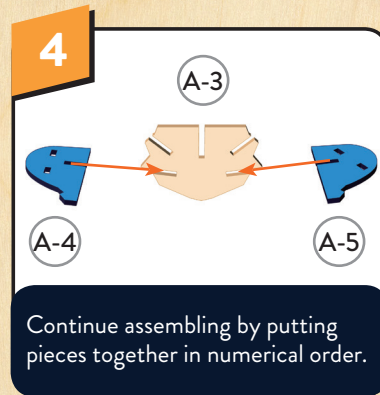 4
A-3
A-4
A-5
Continue assembling by putting
pieces together in numerical order.